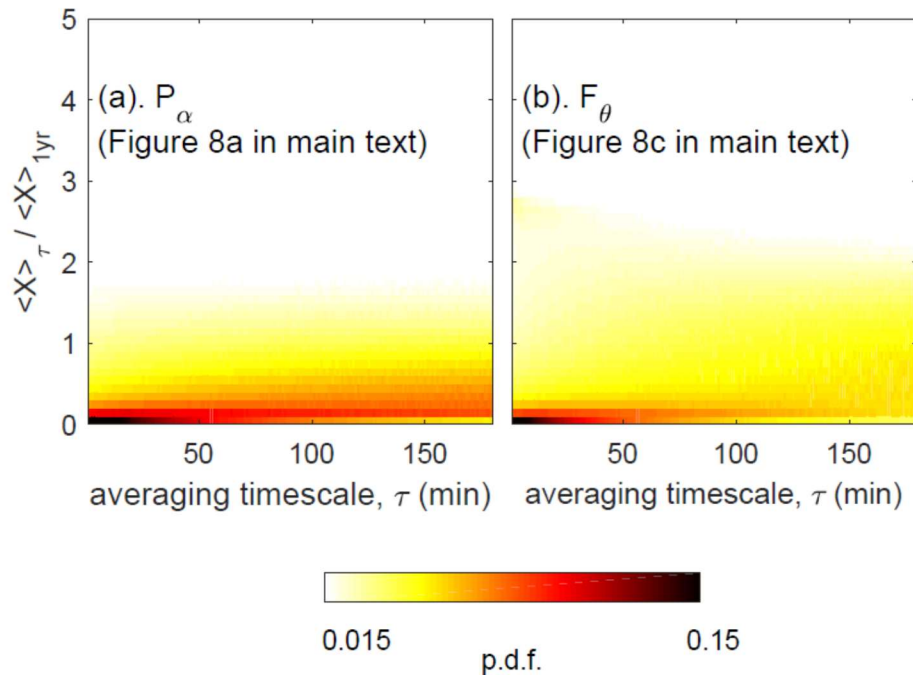 5
4
3
2
1
0
<X>τ / <X>1yr
(a). Pα
(Figure 8a in main text)
(b). Fθ
(Figure 8c in main text)
50 100 150
50 100 150
averaging timescale, τ (min)
averaging timescale, τ (min)
0.015 0.15
p.d.f.